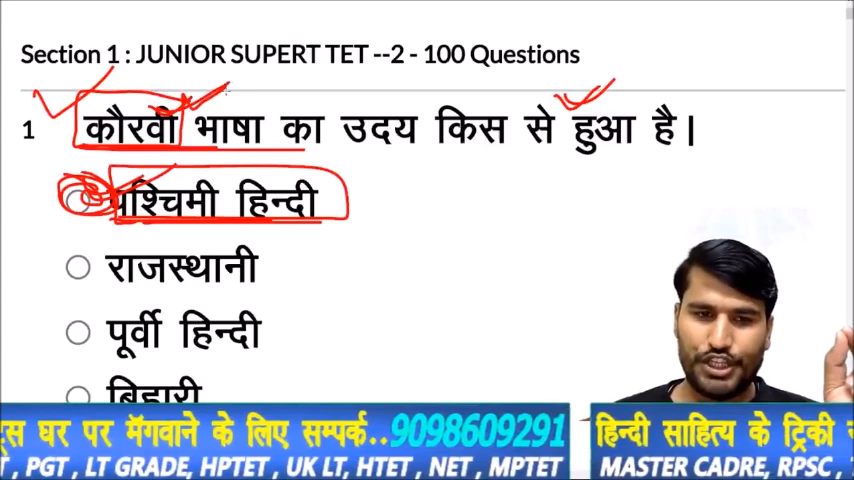 Section 1 : JUNIOR SUPERT TET --2 - 100 Questions
1 कौरवी भाषा का उदय किस से हुआ है।
पश्चिमी हिन्दी
राजस्थानी
पूर्वी हिन्दी
बिहारी
ट्स घर पर मॅगवाने के लिए सम्पर्क..9098609291
हिन्दी साहित्य के ट्रिकी
T , PGT , LT GRADE, HPTET , UK LT, HTET , NET , MPTET
MASTER CADRE, RPSC ,